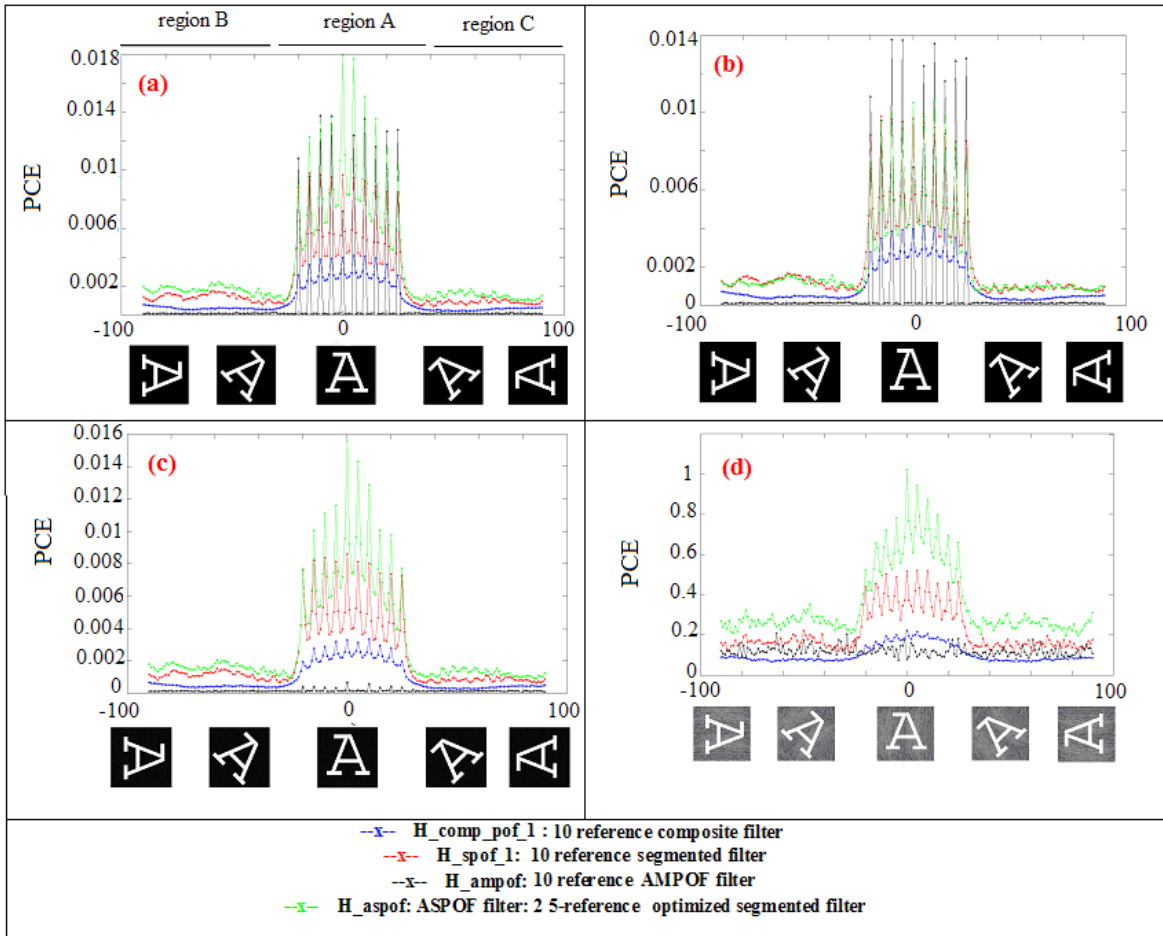 region B region A region C
(a)
0.018
0.014
0.01
0.006
0.002
PCE
-100 0 100
A A A A A
(b)
0.014
0.01
0.006
0.002
0
PCE
-100 0 100
A A A A A
(c)
0.016
0.014
0.012
0.01
0.008
0.006
0.004
0.002
0
PCE
-100 0 100
A A A A A
(d)
1
0.8
0.6
0.4
0.2
0
PCE
-100 0 100
A A A A A
--x-- H_comp_pof_1 : 10 reference composite filter
--x-- H_spof_1: 10 reference segmented filter
--x-- H_ampof: 10 reference AMPOF filter
--x-- H_aspof: ASPOF filter: 2 5-reference optimized segmented filter